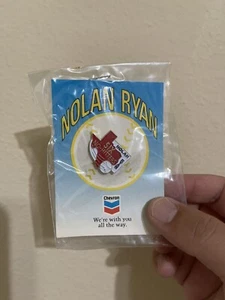 NOLAN RYAN
Chevron
We're with you
all the way.